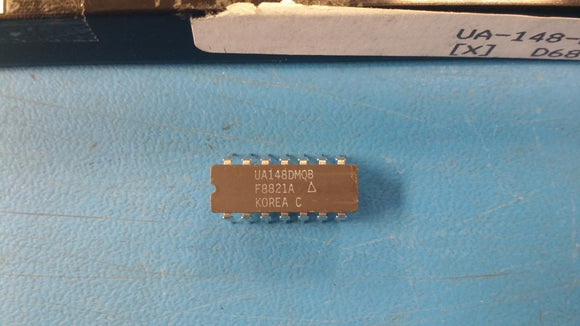 UA-148-
[X] D68
UA148DMQB
F8821A
KOREA C